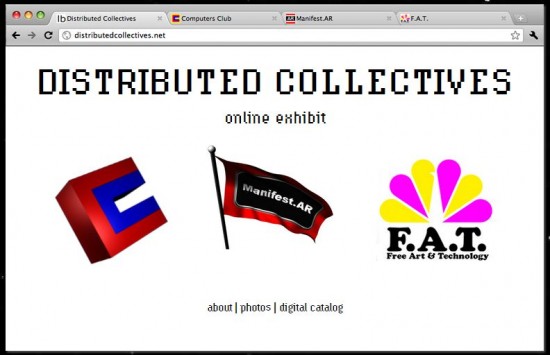 Distributed Collectives
Computers Club
Manifest.AR
F.A.T.
distributedcollectives.net
DISTRIBUTED COLLECTIVES
online exhibit
Manifest.AR
F.A.T.
Free Art & Technology
about | photos | digital catalog